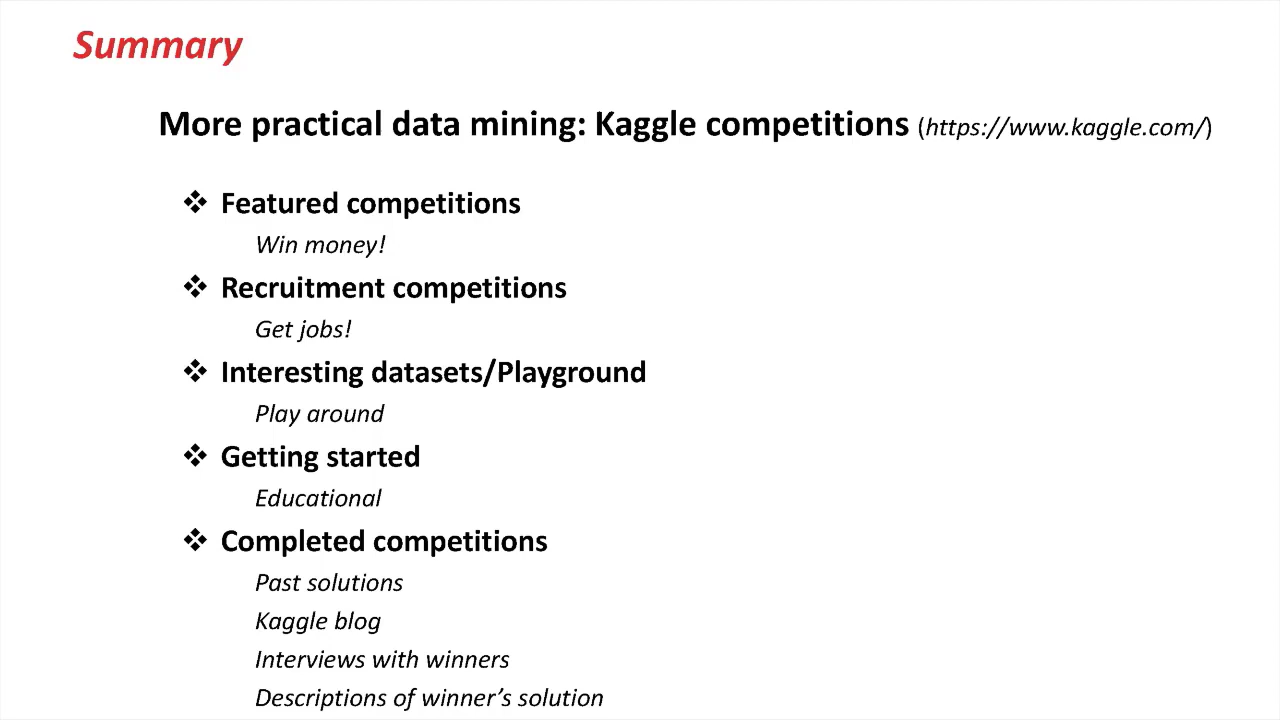 Summary
More practical data mining: Kaggle competitions (https://www.kaggle.com/)
❖ Featured competitions
Win money!
❖ Recruitment competitions
Get jobs!
❖ Interesting datasets/Playground
Play around
❖ Getting started
Educational
❖ Completed competitions
Past solutions
Kaggle blog
Interviews with winners
Descriptions of winner’s solution